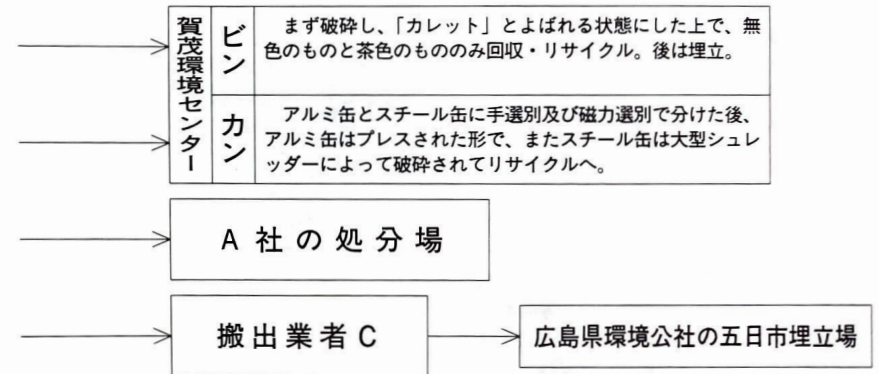 賀茂環境センター
ビン
まず破砕し、「カレット」とよばれる状態にした上で、無
色のものと茶色のもののみ回収・リサイクル。後は埋立。
カン
アルミ缶とスチール缶に手選別及び磁力選別で分けた後、
アルミ缶はプレスされた形で、またスチール缶は大型シュレ
ッダーによって破砕されてリサイクルへ。
A社の処分場
搬出業者C
広島県環境公社の五日市埋立場